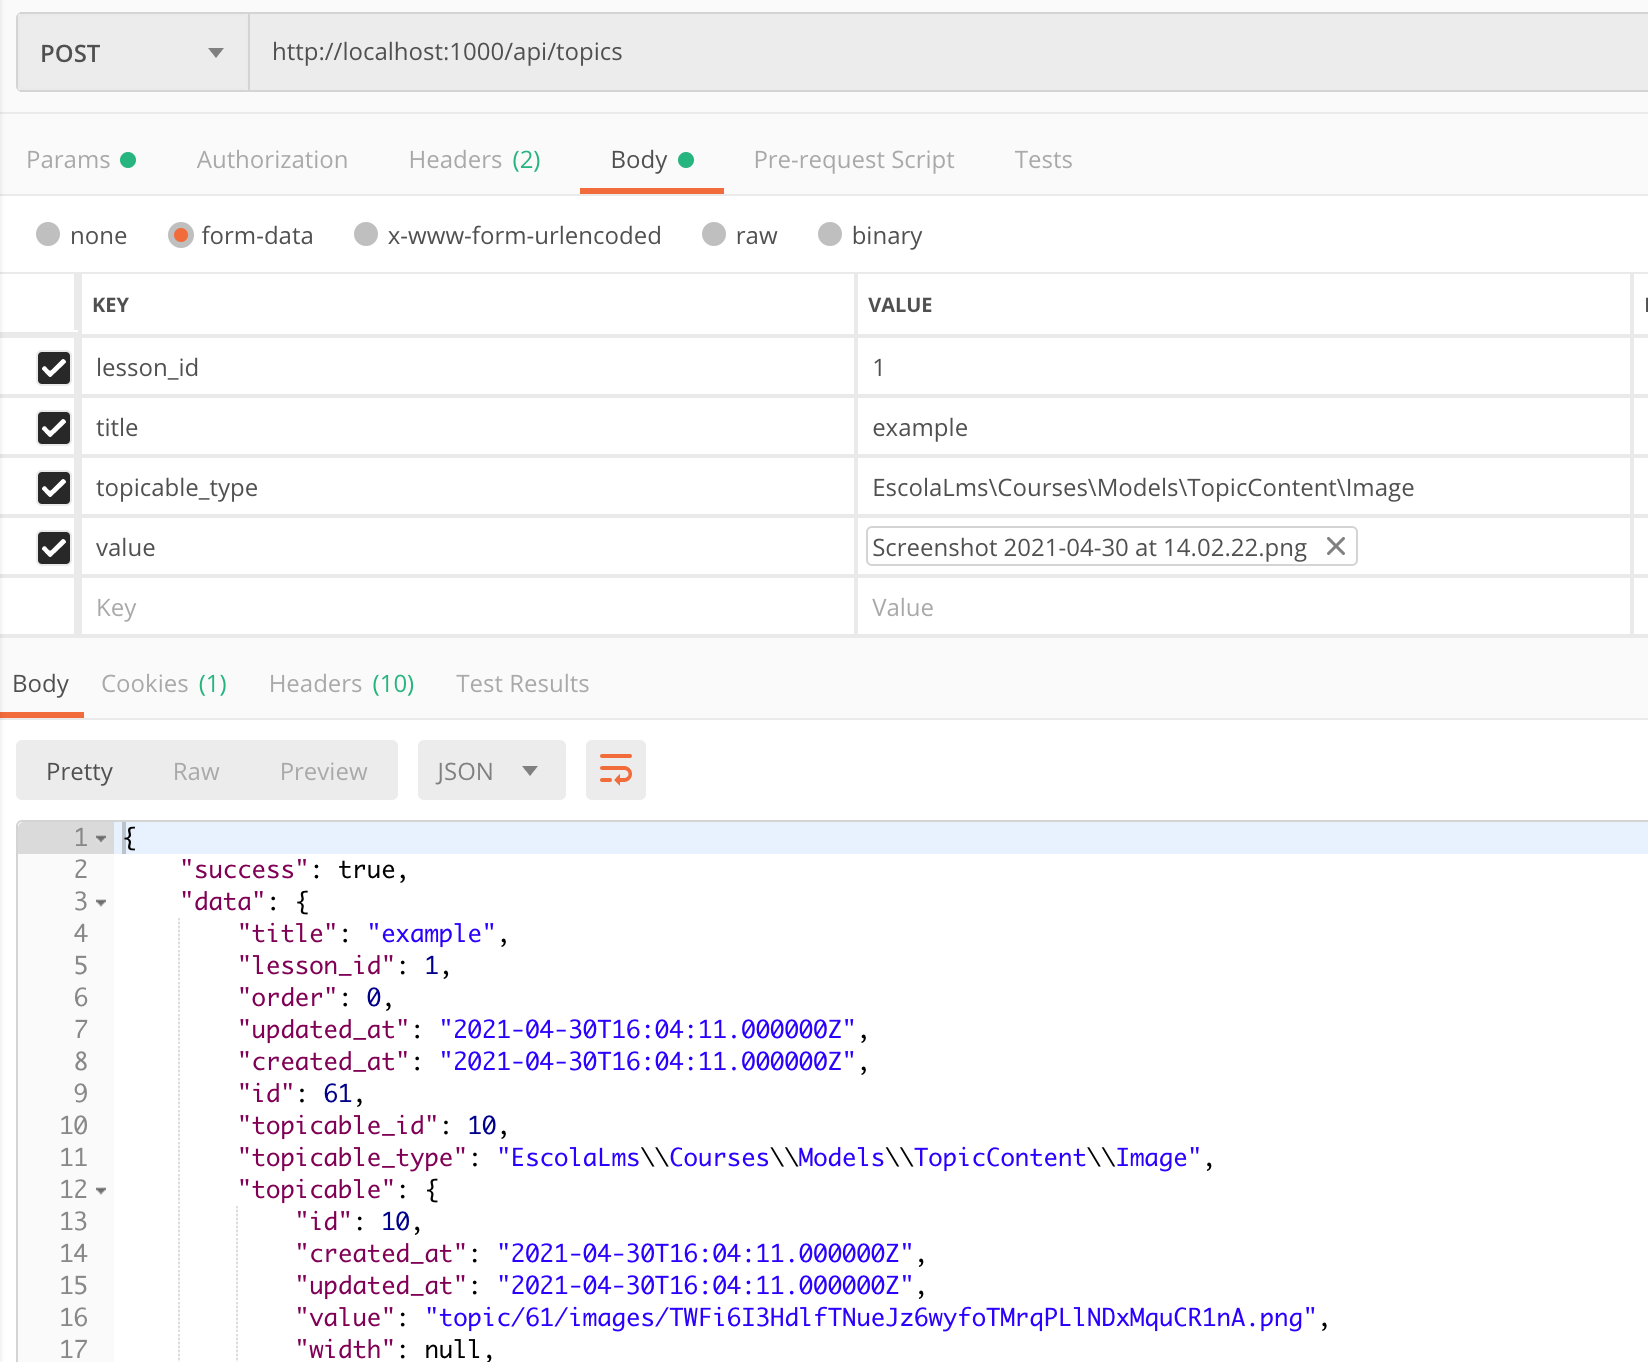 POST http://localhost:1000/api/topics
Params Authorization Headers (2) Body Pre-request Script Tests
none form-data x-www-form-urlencoded raw binary
KEY VALUE
lesson_id 1
title example
topicable_type EscolaLms\Courses\Models\TopicContent\Image
value Screenshot 2021-04-30 at 14.02.22.png
Key Value
Body Cookies (1) Headers (10) Test Results
Pretty Raw Preview JSON
1 {
2 "success": true,
3 "data": {
4 "title": "example",
5 "lesson_id": 1,
6 "order": 0,
7 "updated_at": "2021-04-30T16:04:11.000000Z",
8 "created_at": "2021-04-30T16:04:11.000000Z",
9 "id": 61,
10 "topicable_id": 10,
11 "topicable_type": "EscolaLms\\Courses\\Models\\TopicContent\\Image",
12 "topicable": {
13 "id": 10,
14 "created_at": "2021-04-30T16:04:11.000000Z",
15 "updated_at": "2021-04-30T16:04:11.000000Z",
16 "value": "topic/61/images/TWFi6I3HdlfTNueJz6wyfoTMrqPLlNDxMquCR1nA.png",
17 "width": null,